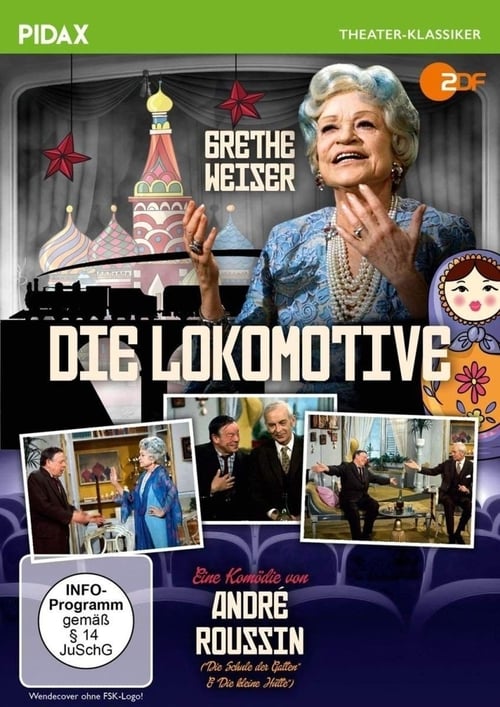 PIDAX
THEATER-KLASSIKER
ZDF
GRETHE
WEISER
DIE LOKOMOTIVE
Eine Komödie von
ANDRÉ
ROUSSIN
("Die Schule der Gatten"
& "Die kleine Hütte")
INFO-
Programm
gemäß
§ 14
JuSchG
Wendecover ohne FSK-Logo!